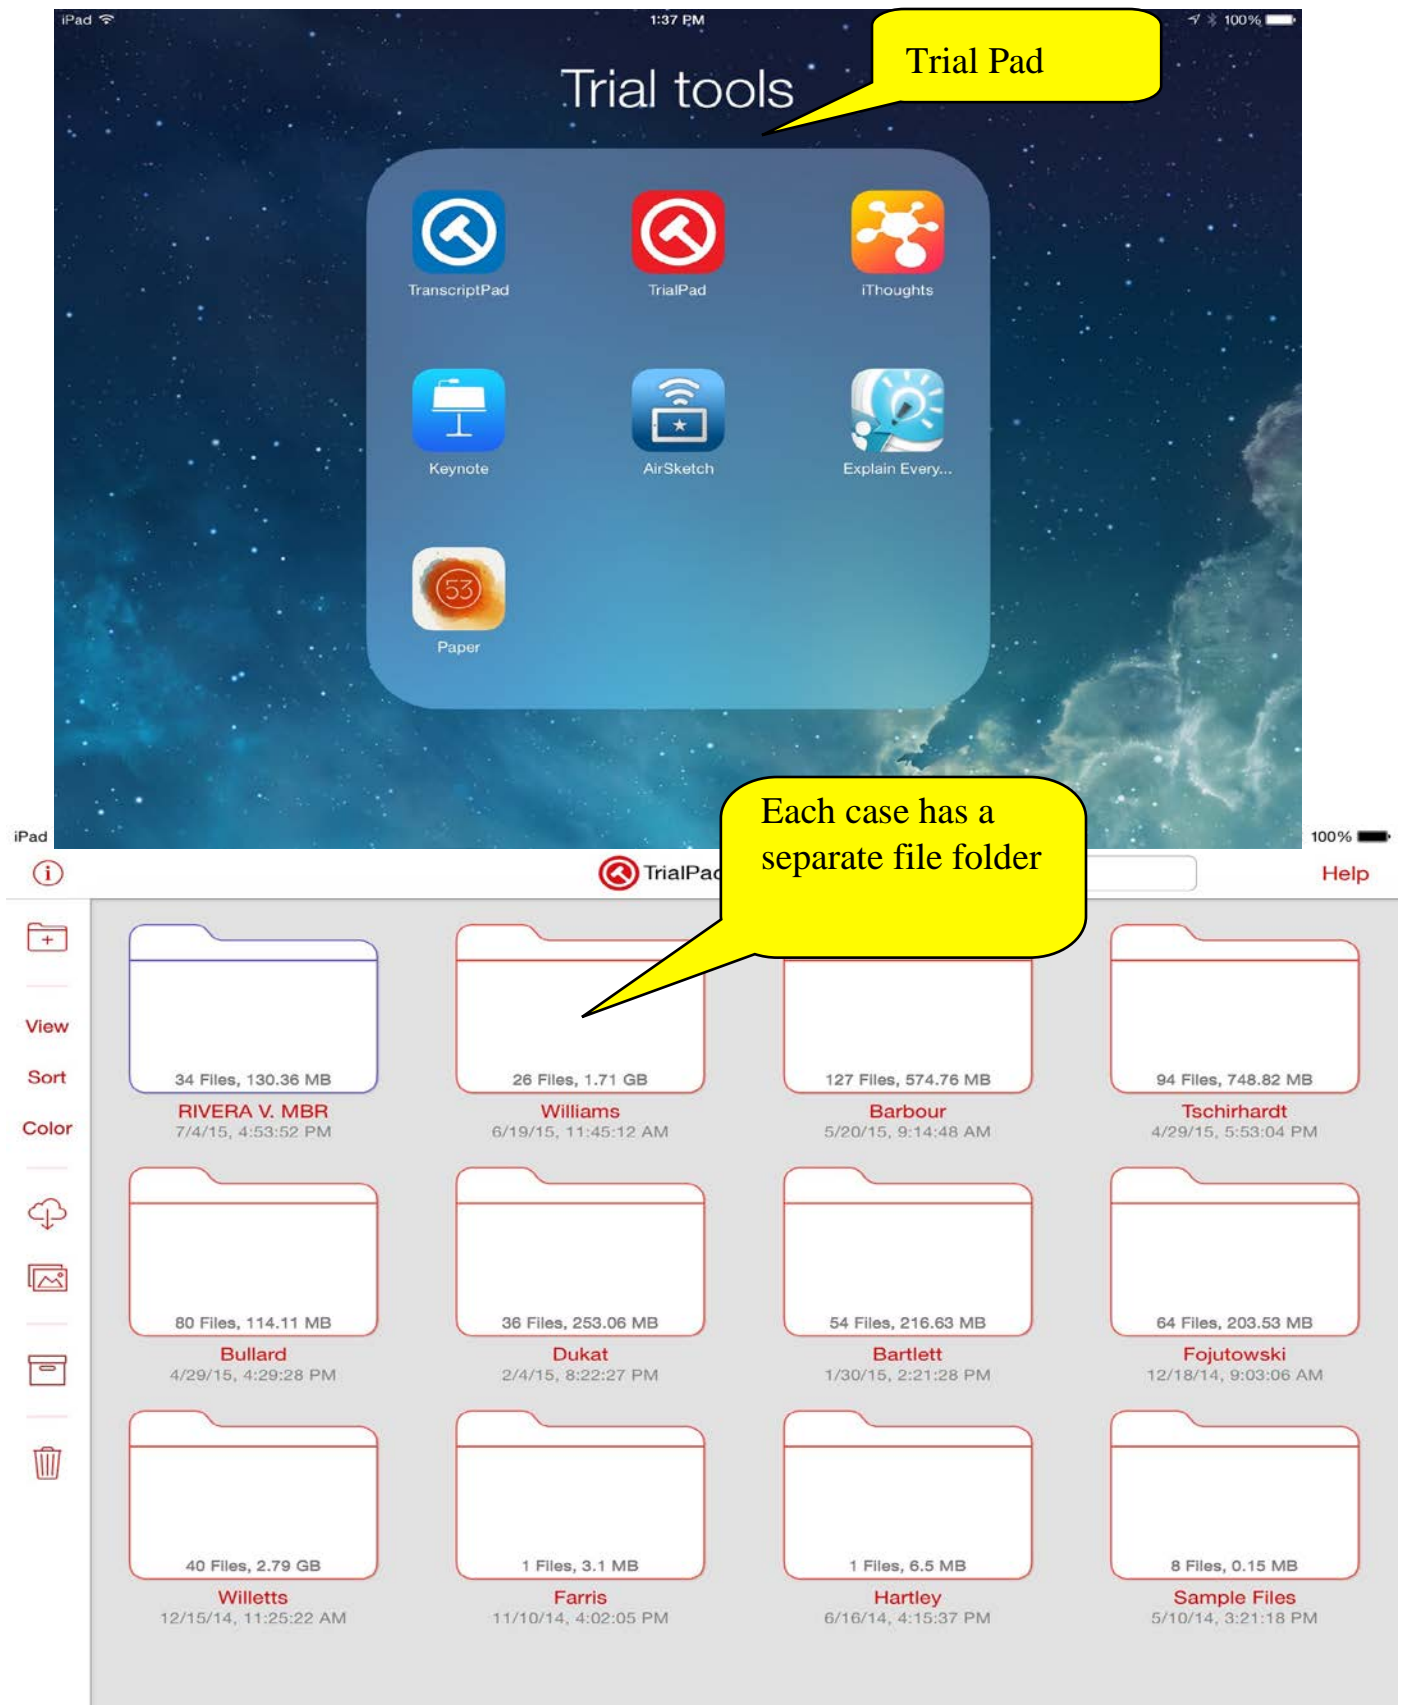 iPad
1:37 PM
100%
Trial tools
Trial Pad
TranscriptPad
TrialPad
iThoughts
Keynote
AirSketch
Explain Every...
53
Paper
Each case has a
separate file folder
iPad
100%
i
TrialPad
Help
View
Sort
Color
34 Files, 130.36 MB
RIVERA V. MBR
7/4/15, 4:53:52 PM
26 Files, 1.71 GB
Williams
6/19/15, 11:45:12 AM
127 Files, 574.76 MB
Barbour
5/20/15, 9:14:48 AM
94 Files, 748.82 MB
Tschirhardt
4/29/15, 5:53:04 PM
80 Files, 114.11 MB
Bullard
4/29/15, 4:29:28 PM
36 Files, 253.06 MB
Dukat
2/4/15, 8:22:27 PM
54 Files, 216.63 MB
Bartlett
1/30/15, 2:21:28 PM
64 Files, 203.53 MB
Fojutowski
12/18/14, 9:03:06 AM
40 Files, 2.79 GB
Willetts
12/15/14, 11:25:22 AM
1 Files, 3.1 MB
Farris
11/10/14, 4:02:05 PM
1 Files, 6.5 MB
Hartley
6/16/14, 4:15:37 PM
8 Files, 0.15 MB
Sample Files
5/10/14, 3:21:18 PM